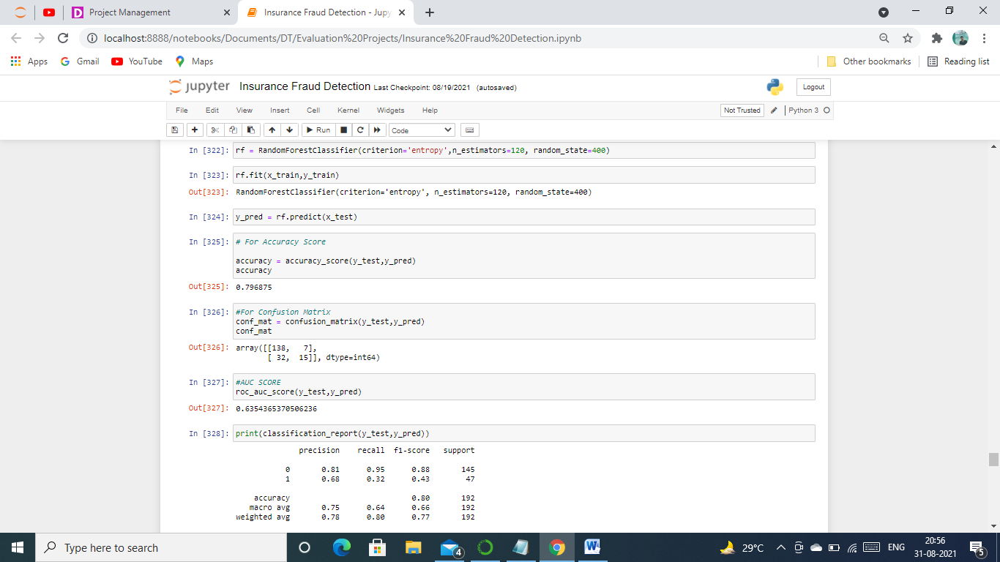 Project Management
Insurance Fraud Detection - Jupy
localhost:8888/notebooks/Documents/DT/Evaluation%20Projects/Insurance%20Fraud%20Detection.ipynb
Apps Gmail YouTube Maps Other bookmarks Reading list
jupyter Insurance Fraud Detection Last Checkpoint: 08/19/2021 (autosaved) Logout
File Edit View Insert Cell Kernel Widgets Help Not Trusted Python 3
Run Code
In [322]: rf = RandomForestClassifier(criterion='entropy',n_estimators=120, random_state=400)
In [323]: rf.fit(x_train,y_train)
Out[323]: RandomForestClassifier(criterion='entropy', n_estimators=120, random_state=400)
In [324]: y_pred = rf.predict(x_test)
In [325]: # For Accuracy Score
accuracy = accuracy_score(y_test,y_pred)
accuracy
Out[325]: 0.796875
In [326]: #For Confusion Matrix
conf_mat = confusion_matrix(y_test,y_pred)
conf_mat
Out[326]: array([[138, 7],
[ 32, 15]], dtype=int64)
In [327]: #AUC SCORE
roc_auc_score(y_test,y_pred)
Out[327]: 0.6354365370506236
In [328]: print(classification_report(y_test,y_pred))
precision recall f1-score support
0 0.81 0.95 0.88 145
1 0.68 0.32 0.43 47
accuracy 0.80 192
macro avg 0.75 0.64 0.66 192
weighted avg 0.78 0.80 0.77 192
Type here to search 4 29°C ENG 20:56
31-08-2021 5